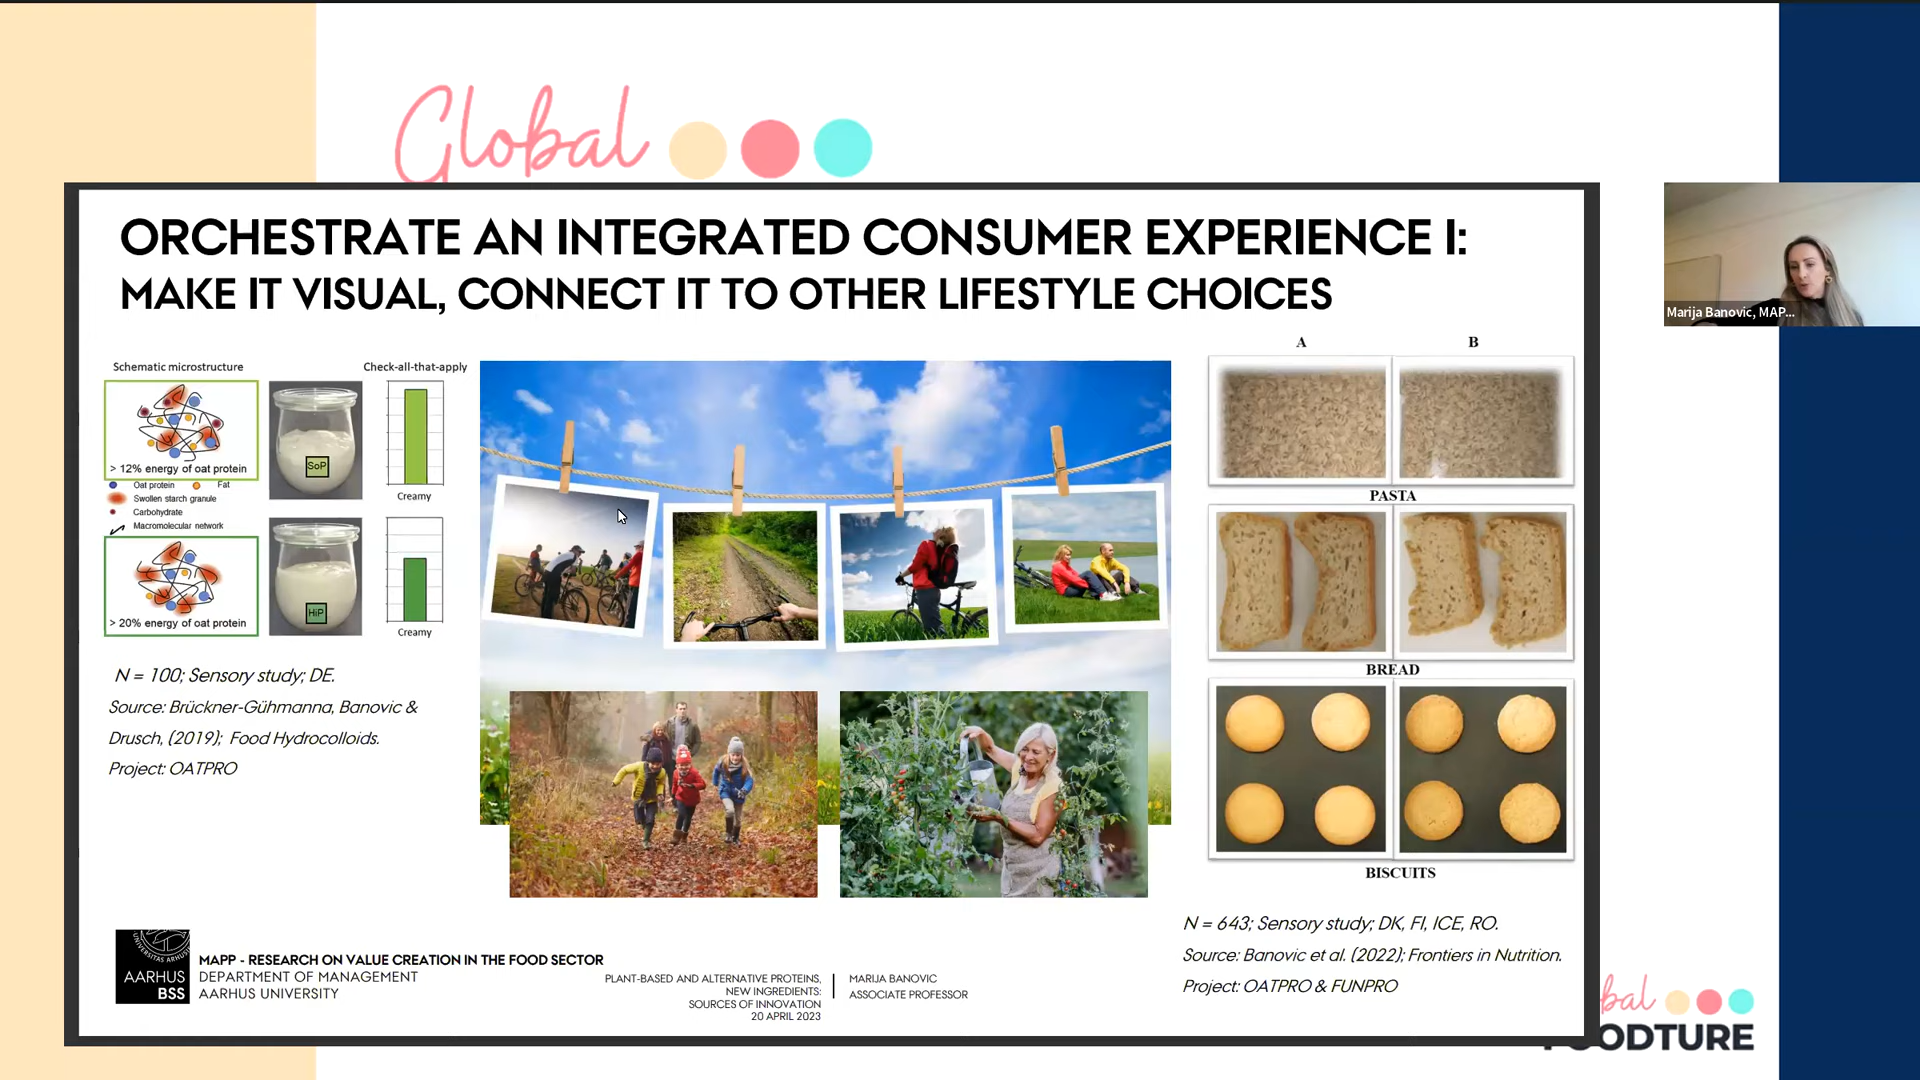 Global
ORCHESTRATE AN INTEGRATED CONSUMER EXPERIENCE I:
MAKE IT VISUAL, CONNECT IT TO OTHER LIFESTYLE CHOICES
Marija Banovic, MAP...
Schematic microstructure
Check-all-that-apply
> 12% energy of oat protein
SoP
Creamy
Oat protein
Fat
Swollen starch granule
Carbohydrate
Macromolecular network
> 20% energy of oat protein
HiP
Creamy
N = 100; Sensory study; DE.
Source: Brückner-Gühmanna, Banovic &
Drusch, (2019); Food Hydrocolloids.
Project: OATPRO
A
B
PASTA
BREAD
BISCUITS
N = 643; Sensory study; DK, FI, ICE, RO.
Source: Banovic et al. (2022); Frontiers in Nutrition.
Project: OATPRO & FUNPRO
AARHUS
BSS
MAPP - RESEARCH ON VALUE CREATION IN THE FOOD SECTOR
DEPARTMENT OF MANAGEMENT
AARHUS UNIVERSITY
PLANT-BASED AND ALTERNATIVE PROTEINS,
NEW INGREDIENTS:
SOURCES OF INNOVATION
20 APRIL 2023
MARIJA BANOVIC
ASSOCIATE PROFESSOR
bal
OODTURE